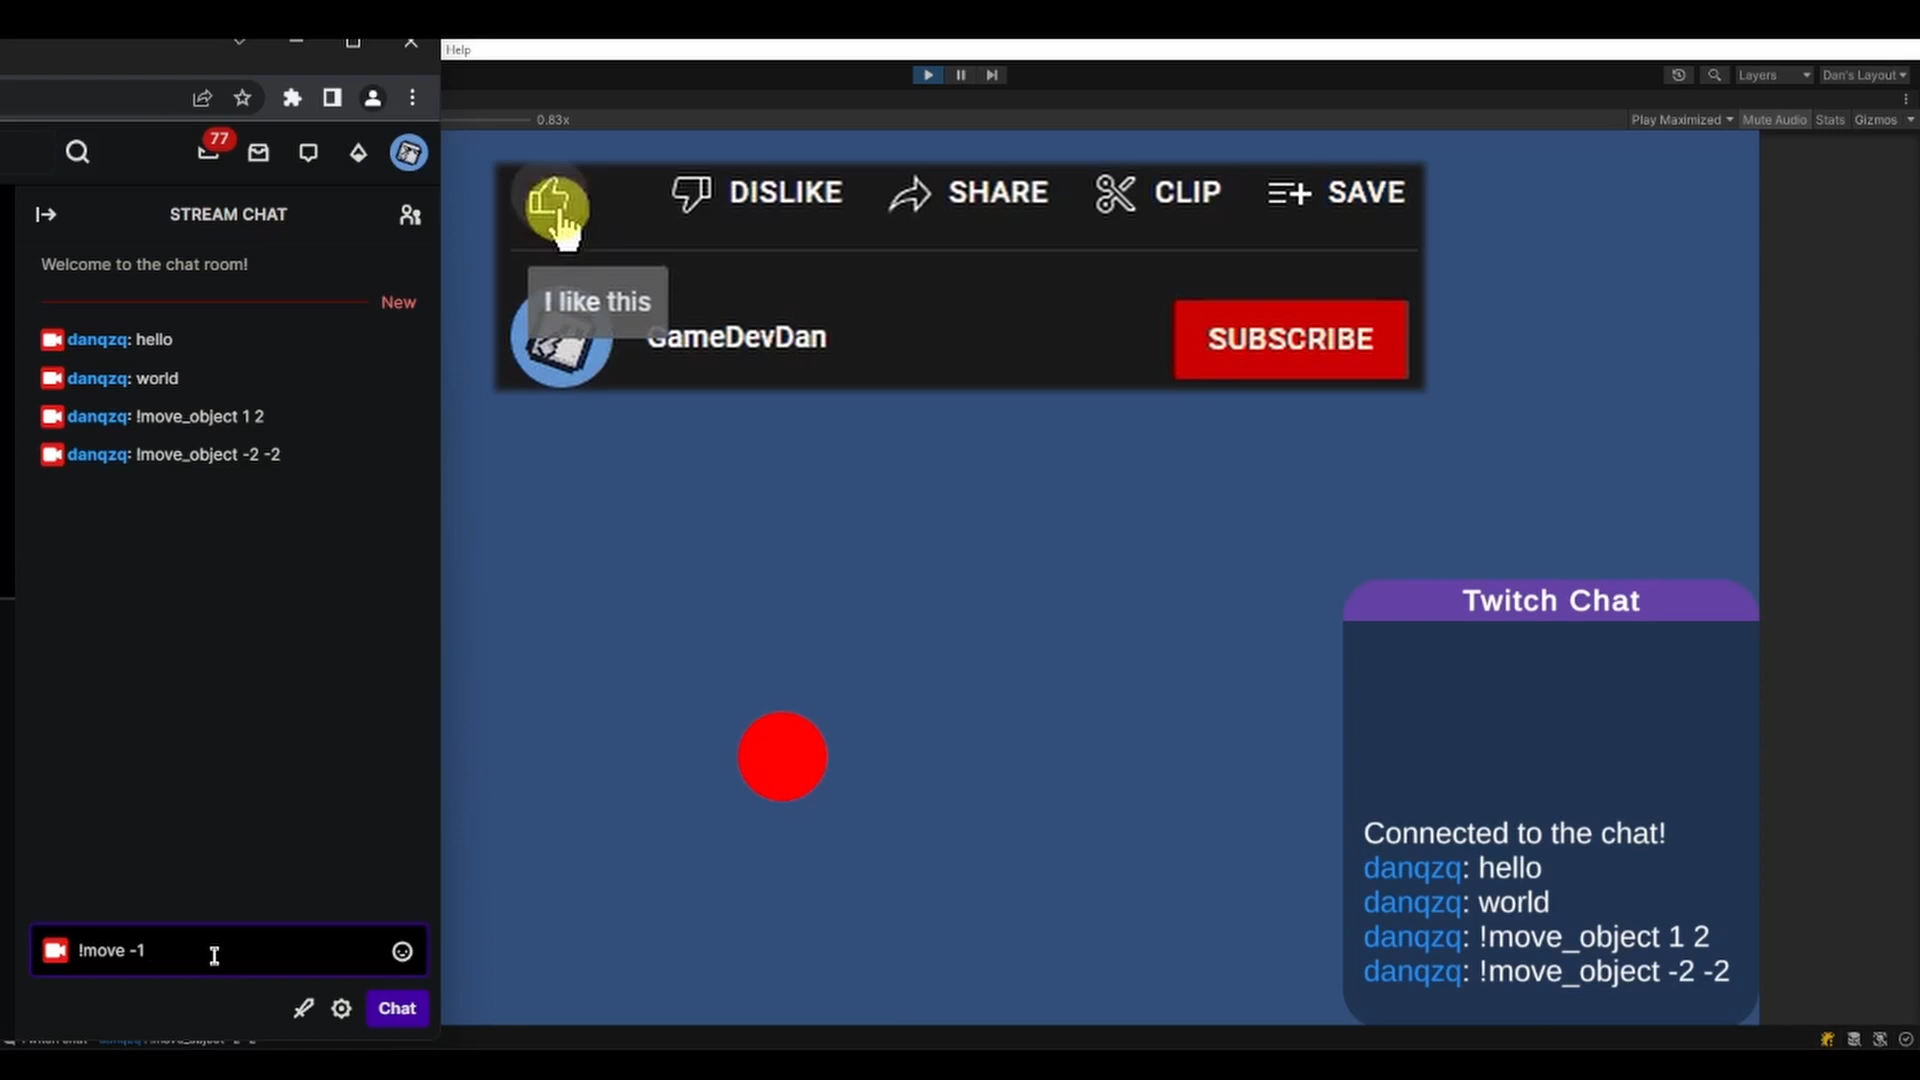 Help
Layers
Dan's Layout
0.83x
Play Maximized
Mute Audio
Stats
Gizmos
77
STREAM CHAT
Welcome to the chat room!
New
danqzq: hello
danqzq: world
danqzq: !move_object 1 2
danqzq: !move_object -2 -2
!move -1
Chat
DISLIKE
SHARE
CLIP
SAVE
I like this
GameDevDan
SUBSCRIBE
Twitch Chat
Connected to the chat!
danqzq: hello
danqzq: world
danqzq: !move_object 1 2
danqzq: !move_object -2 -2